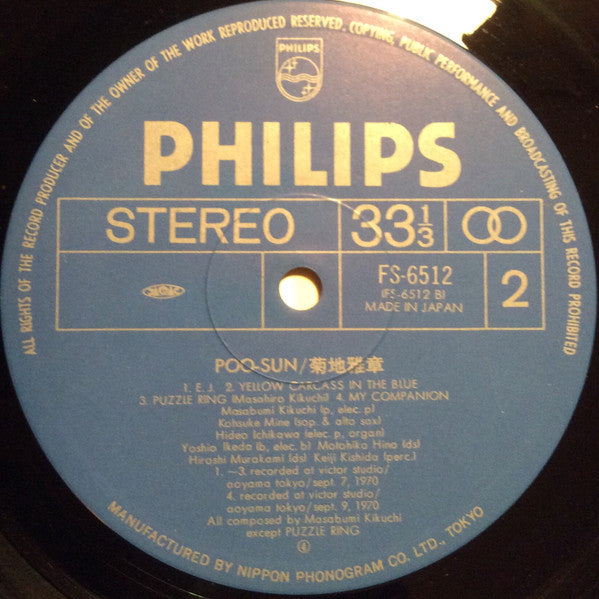 ALL RIGHTS OF THE RECORD PRODUCER AND OF THE OWNER OF THE WORK REPRODUCED RESERVED. COPYING, PUBLIC PERFORMANCE AND BROADCASTING OF THIS RECORD PROHIBITED
PHILIPS
PHILIPS
STEREO
33 1/3
FS-6512
(FS-6512 B)
MADE IN JAPAN
2
POO-SUN/菊地雅章
1. E. J. 2. YELLOW CARCASS IN THE BLUE
3. PUZZLE RING (Masahiro Kikuchi) 4. MY COMPANION
Masabumi Kikuchi (p, elec. p)
Kohsuke Mine (sop. & alto sax)
Hideo Ichikawa (elec. p, organ)
Yoshio Ikeda (b, elec. b) Motohiko Hino (ds)
Hiroshi Murakami (ds) Keiji Kishida (perc.)
1. —3. recorded at victor studio/
aoyama tokyo/sept. 7, 1970
4. recorded at victor studio/
aoyama tokyo/sept. 9, 1970
All composed by Masabumi Kikuchi
except PUZZLE RING
④
MANUFACTURED BY NIPPON PHONOGRAM CO. LTD., TOKYO